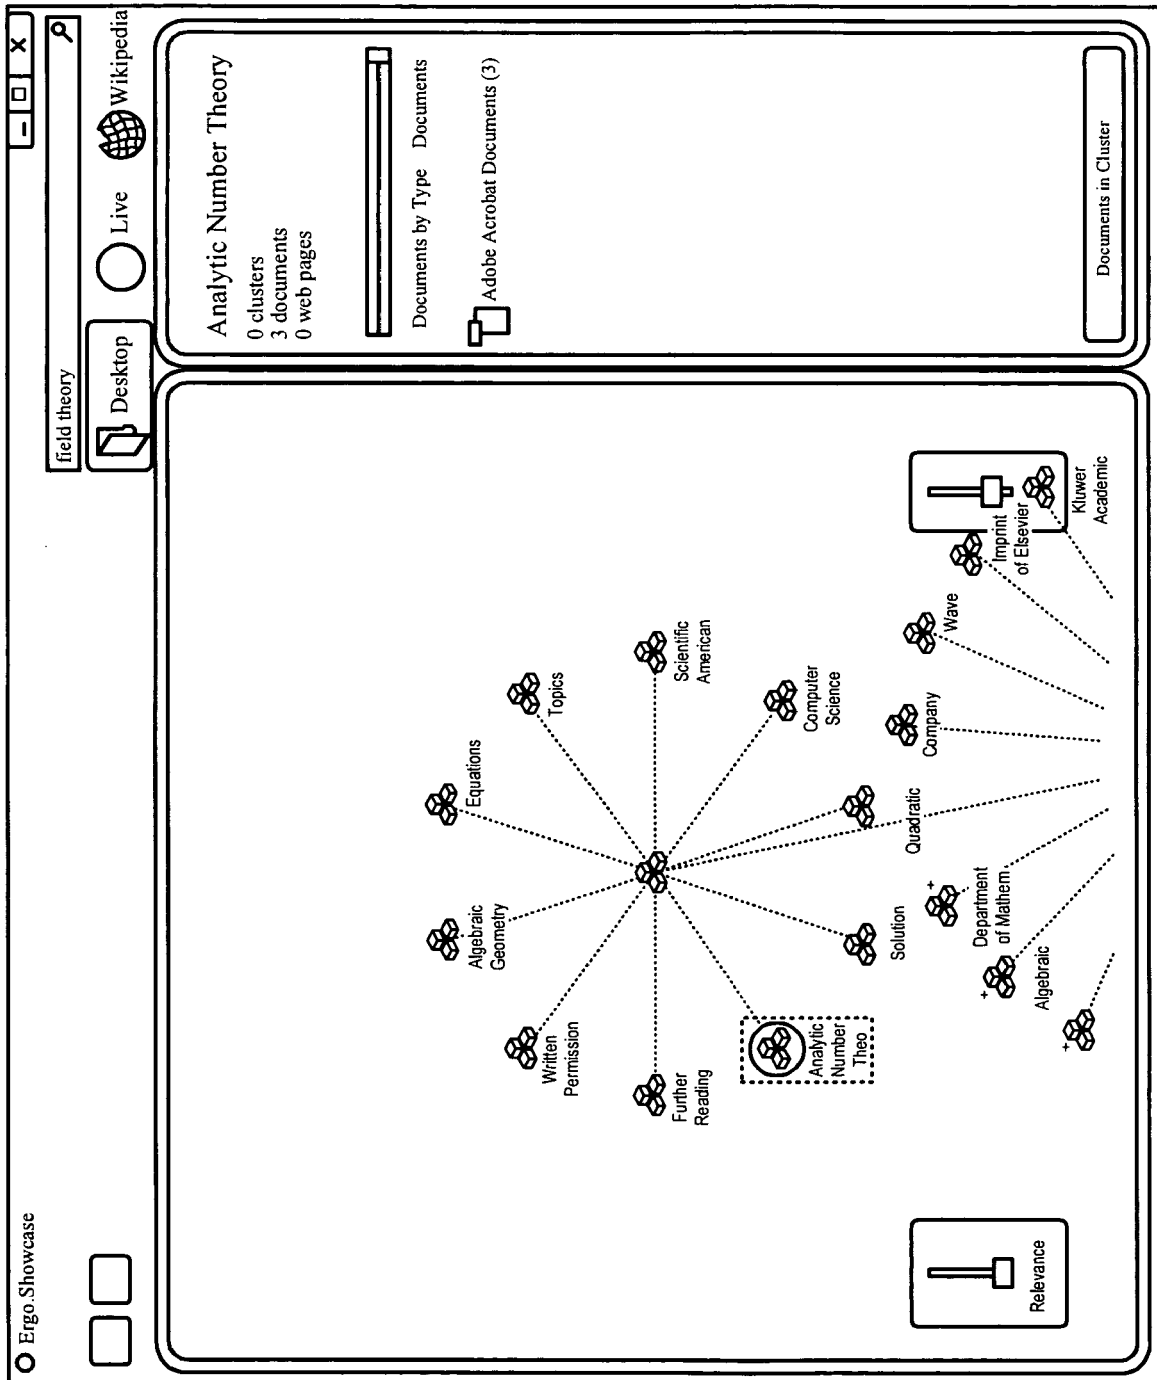 Ergo.Showcase
field theory
Desktop
Live
Wikipedia
Analytic Number Theory
0 clusters
3 documents
0 web pages
Documents by Type Documents
Adobe Acrobat Documents (3)
Documents in Cluster
Equations
Topics
Algebraic
Geometry
Written
Permission
Scientific
American
Further
Reading
Computer
Science
Analytic
Number
Theo
Solution
Quadratic
Company
Wave
Imprint
of Elsevier
Kluwer
Academic
Department
of Mathem
Algebraic
Relevance